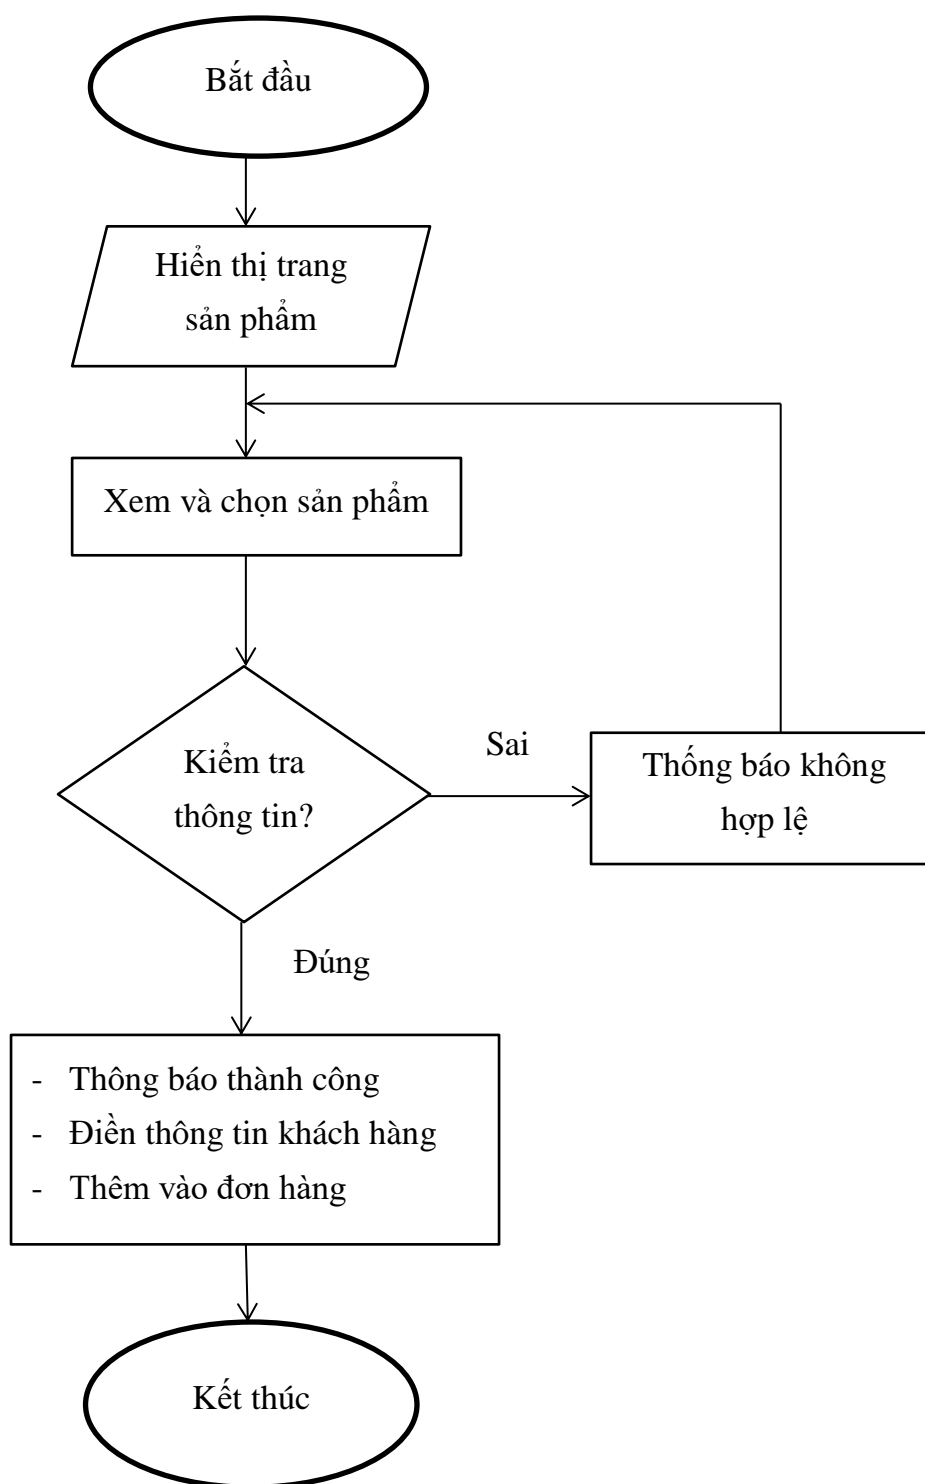 Bắt đầu
Hiển thị trang
sản phẩm
Xem và chọn sản phẩm
Kiểm tra
thông tin?
Sai
Thống báo không
hợp lệ
Đúng
- Thông báo thành công
- Điền thông tin khách hàng
- Thêm vào đơn hàng
Kết thúc